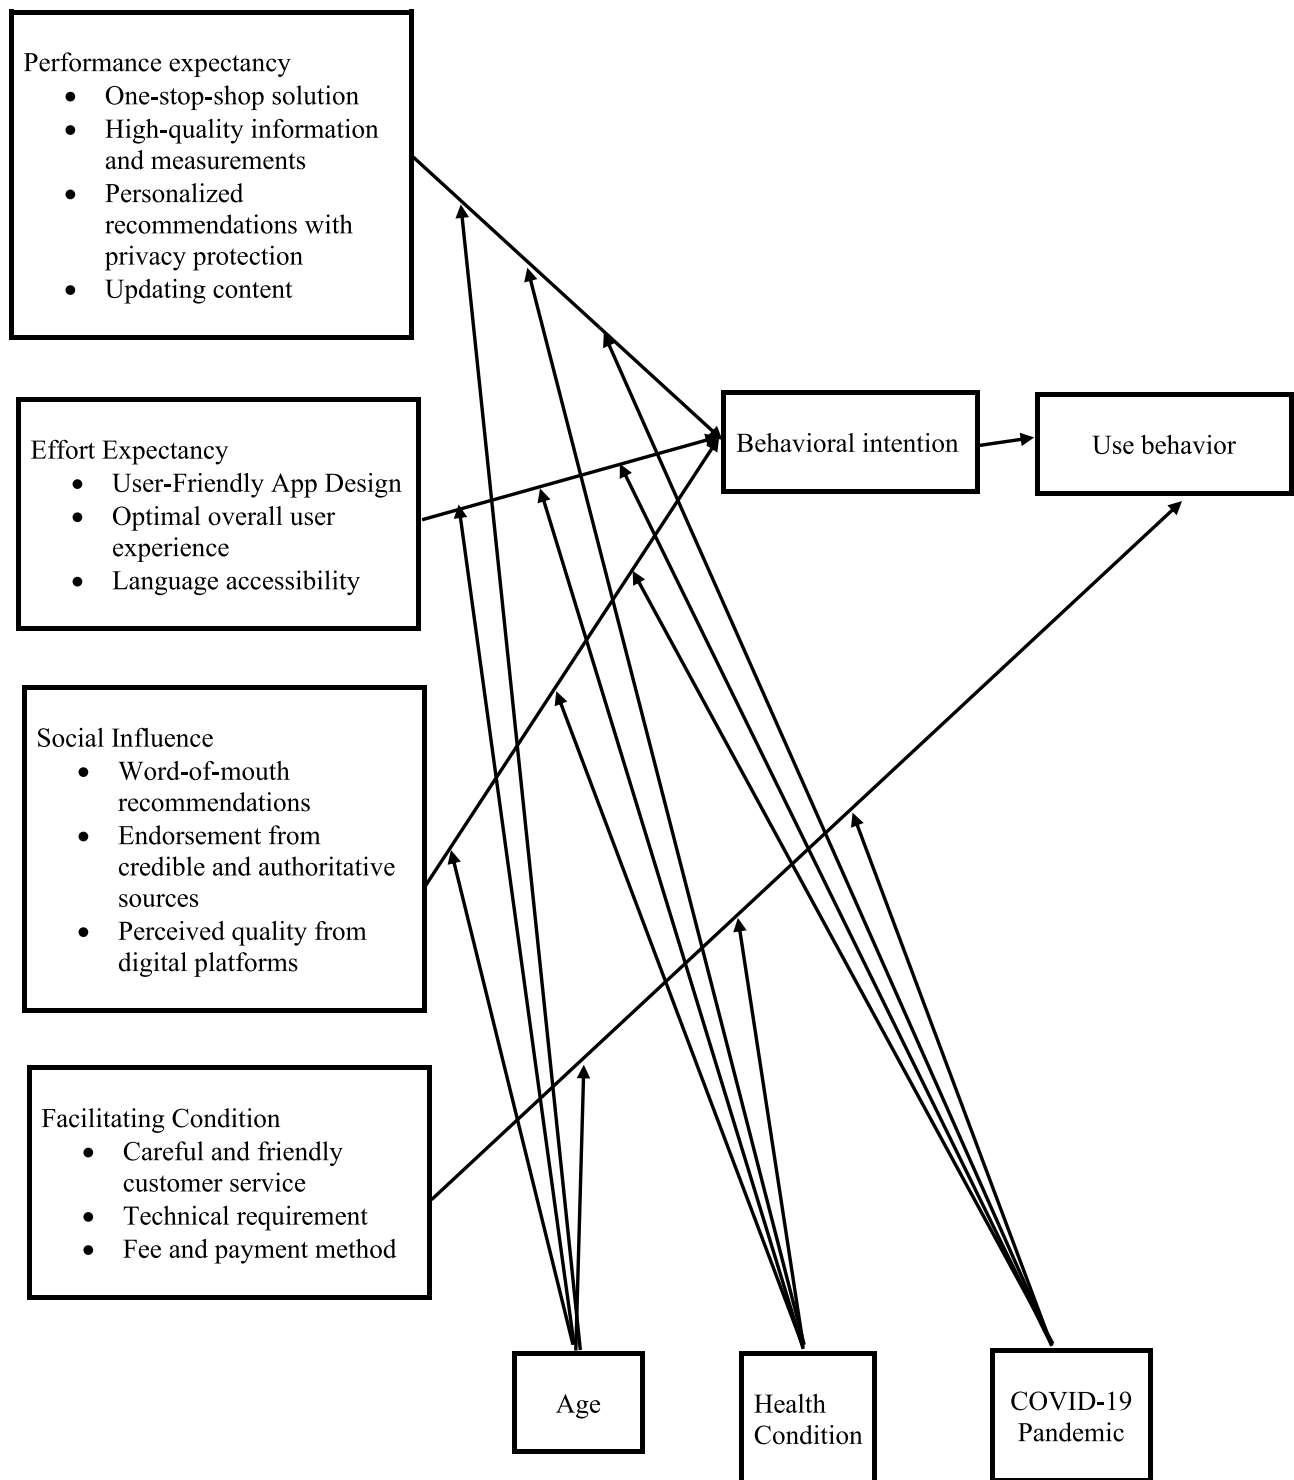 Performance expectancy
• One-stop-shop solution
• High-quality information
and measurements
• Personalized
recommendations with
privacy protection
• Updating content
Effort Expectancy
• User-Friendly App Design
• Optimal overall user
experience
• Language accessibility
Behavioral intention
Use behavior
Social Influence
• Word-of-mouth
recommendations
• Endorsement from
credible and authoritative
sources
• Perceived quality from
digital platforms
Facilitating Condition
• Careful and friendly
customer service
• Technical requirement
• Fee and payment method
Age
Health
Condition
COVID-19
Pandemic